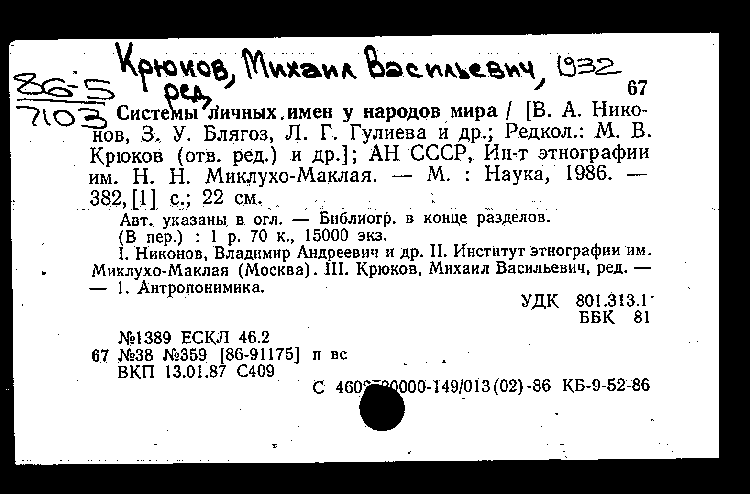 Крюков, Михаил Васильевич, 1932
ред.
86-5
7103
67
Системы личных имен у народов мира / [В. А. Нико-
нов, З. У. Блягоз, Л. Г. Гулиева и др.; Редкол.: М. В.
Крюков (отв. ред.) и др.]; АН СССР, Ин-т этнографии
им. Н. Н. Миклухо-Маклая. — М. : Наука, 1986. —
382, [1] с.; 22 см.
Авт. указаны в огл. — Библиогр. в конце разделов.
(В пер.) : 1 р. 70 к., 15000 экз.
I. Никонов, Владимир Андреевич и др. II. Институт этнографии им.
Миклухо-Маклая (Москва). III. Крюков, Михаил Васильевич, ред. —
— 1. Антропонимика.
УДК 801.313.1
ББК 81
№1389 ЕСКЛ 46.2
67 №38 №359 [86-91175] п вс
ВКП 13.01.87 С409
С 0000-149/013(02)-86 КБ-9-52-86